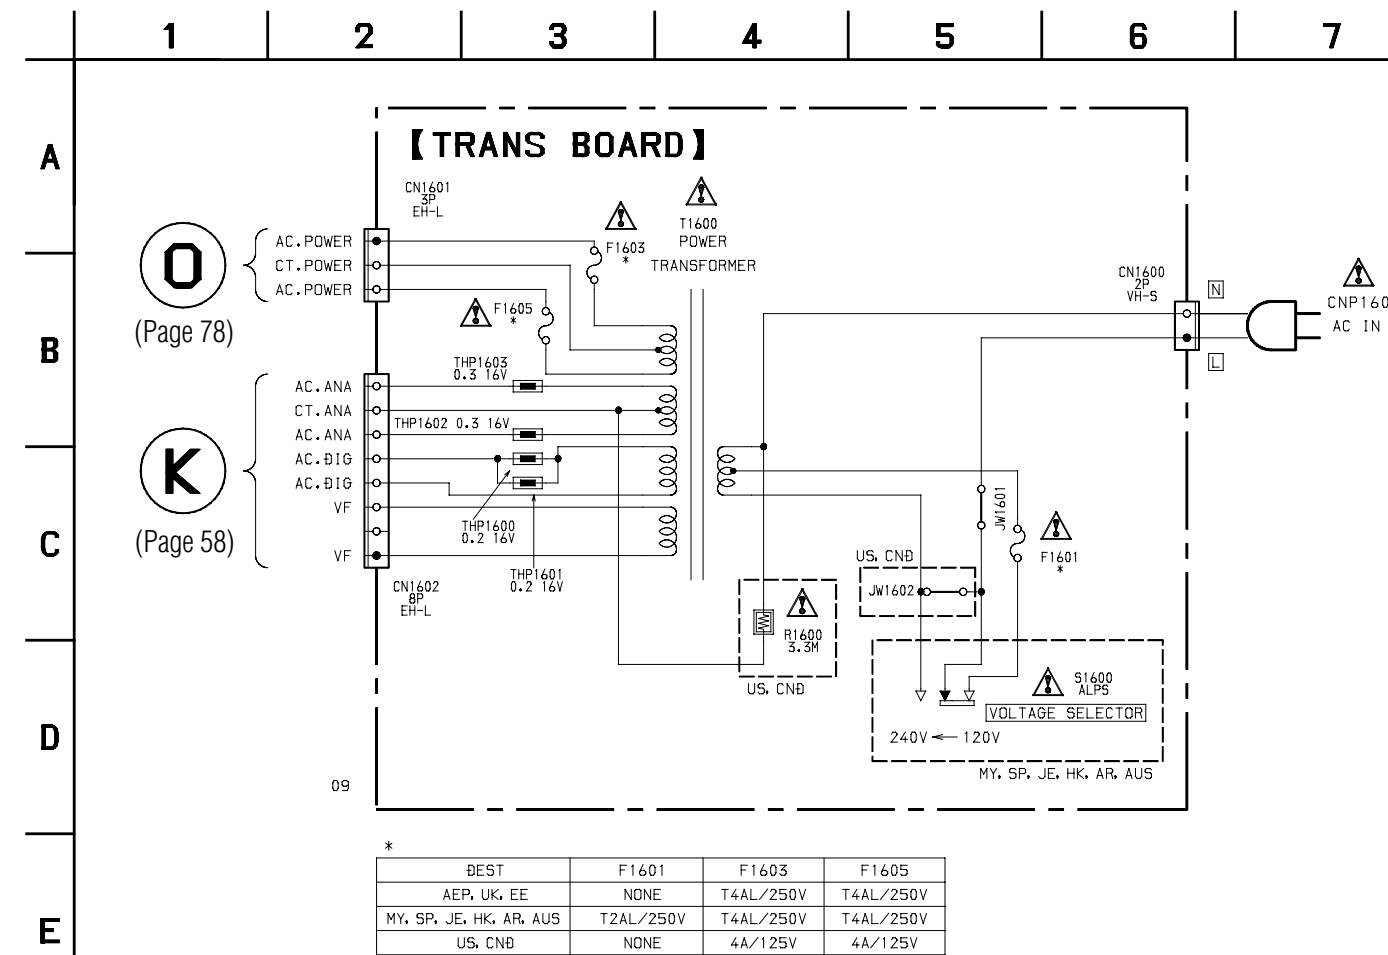 1 2 3 4 5 6 7
A
【TRANS BOARD】
CN1601
3P
EH-L
T1600
POWER
TRANSFORMER
F1603
*
O
(Page 78)
AC.POWER
CT.POWER
AC.POWER
F1605
*
CN1600
2P
VH-S
N
L
CNP160
AC IN
B
THP1603
0.3 16V
AC.ANA
CT.ANA
AC.ANA
AC.DIG
AC.DIG
VF
VF
THP1602 0.3 16V
K
(Page 58)
THP1600
0.2 16V
THP1601
0.2 16V
CN1602
8P
EH-L
C
JW1601
F1601
*
US, CND
JW1602
R1600
3.3M
US, CND
S1600
ALPS
VOLTAGE SELECTOR
240V ← 120V
MY, SP, JE, HK, AR, AUS
D
09
*
DEST F1601 F1603 F1605
AEP, UK, EE NONE T4AL/250V T4AL/250V
MY, SP, JE, HK, AR, AUS T2AL/250V T4AL/250V T4AL/250V
US, CND NONE 4A/125V 4A/125V
E